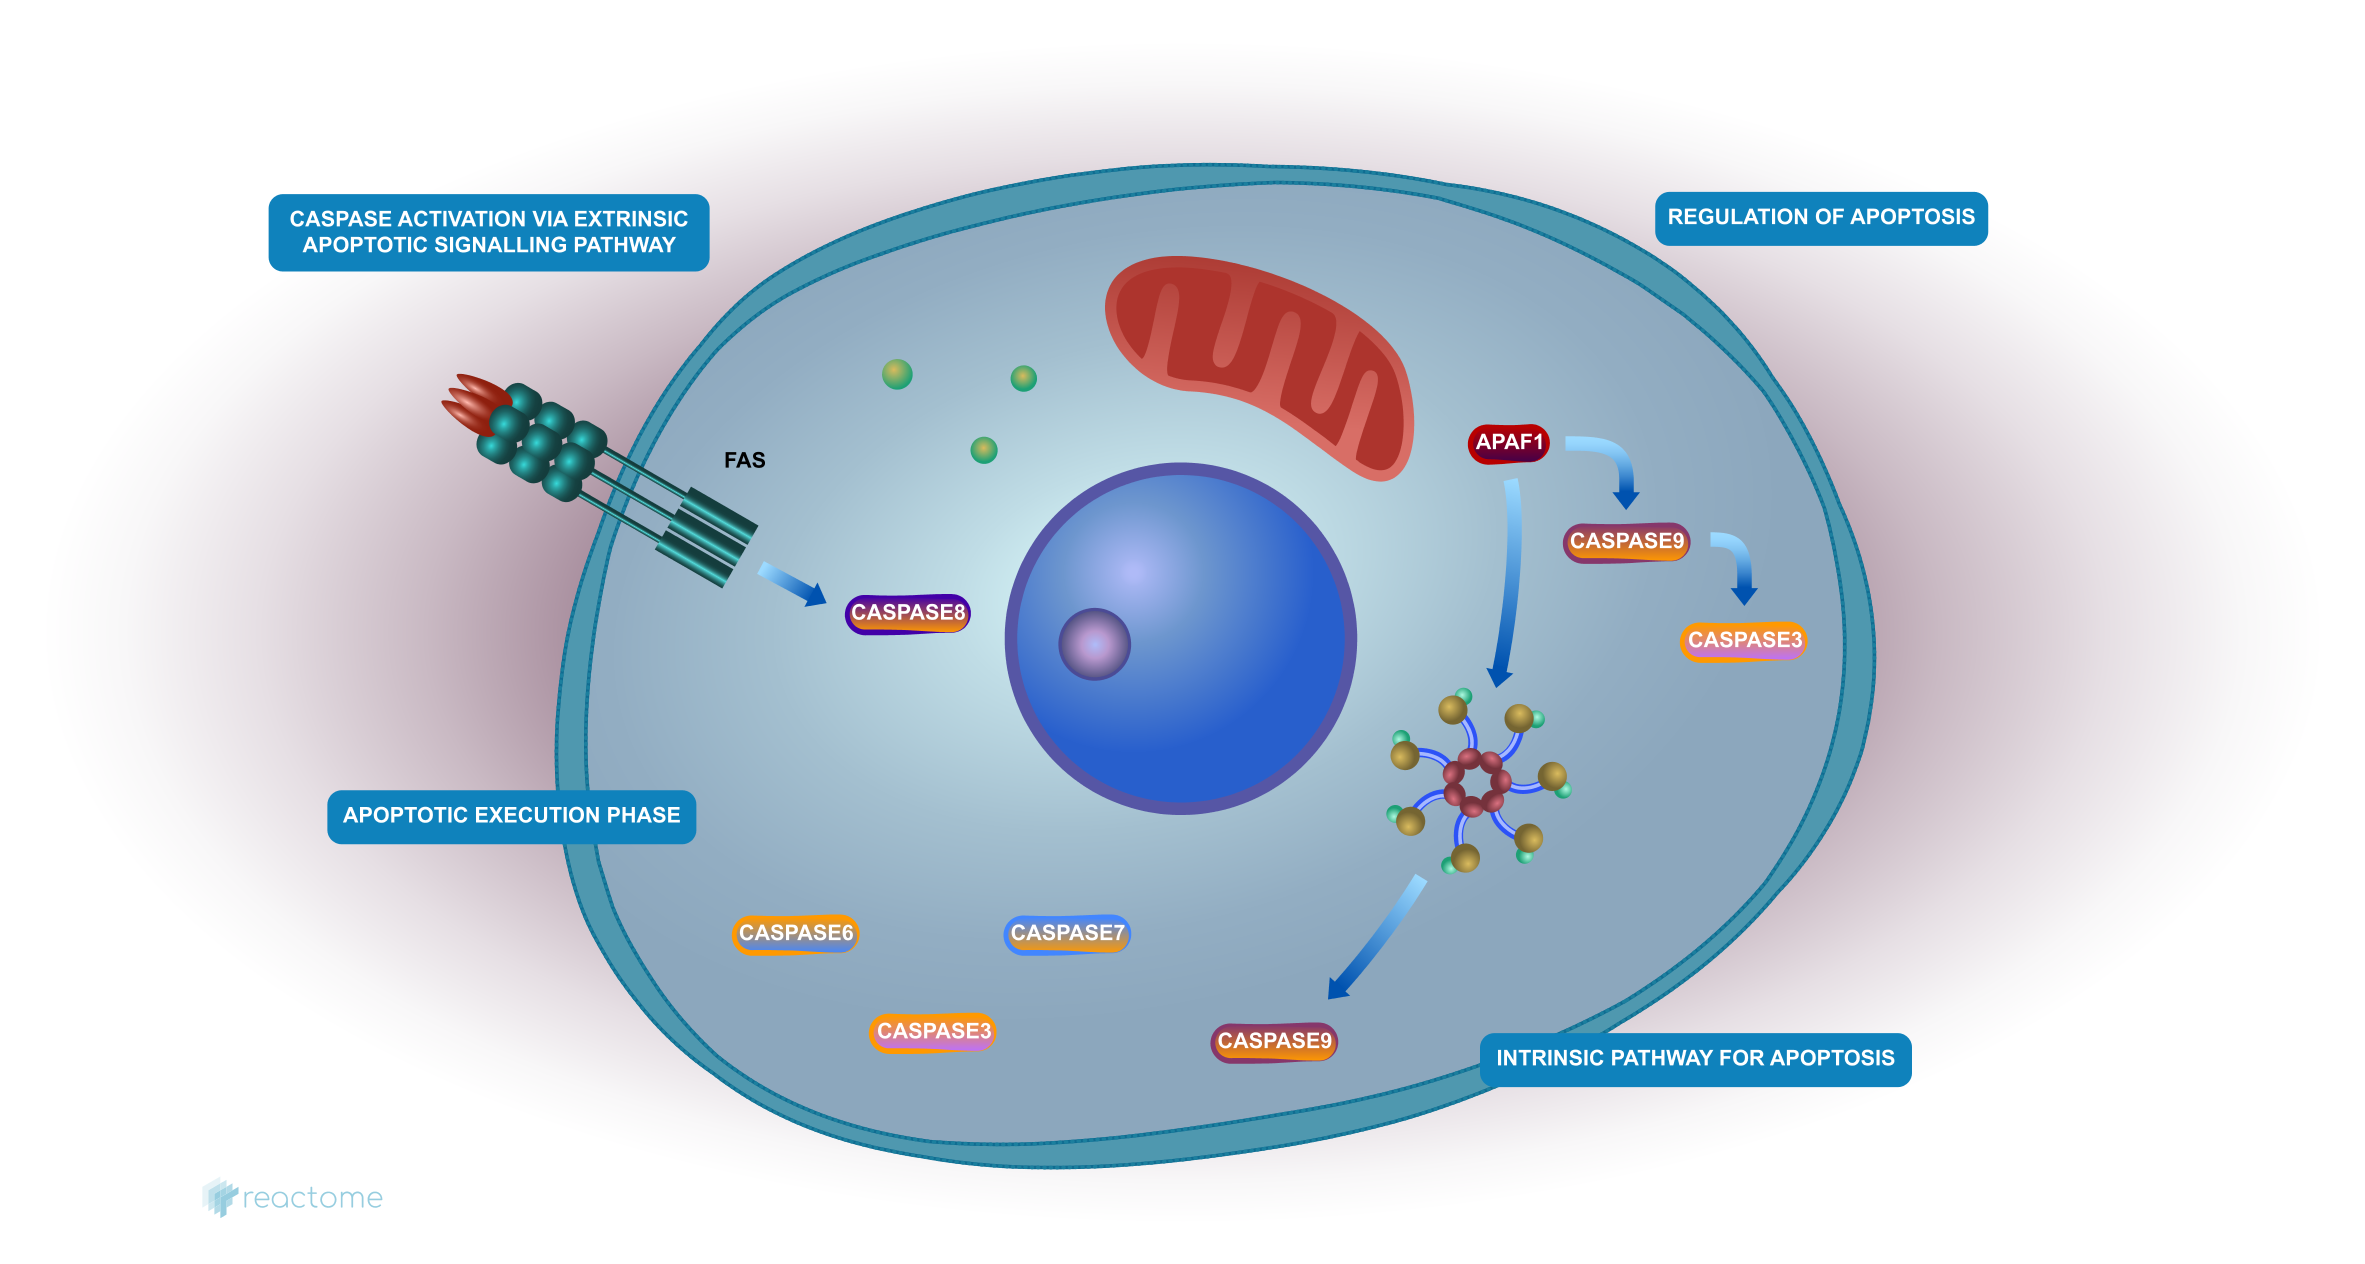 CASPASE ACTIVATION VIA EXTRINSIC
APOPTOTIC SIGNALLING PATHWAY
REGULATION OF APOPTOSIS
FAS
APAF1
CASPASE9
CASPASE8
CASPASE3
APOPTOTIC EXECUTION PHASE
CASPASE6
CASPASE7
CASPASE3
CASPASE9
INTRINSIC PATHWAY FOR APOPTOSIS
reactome